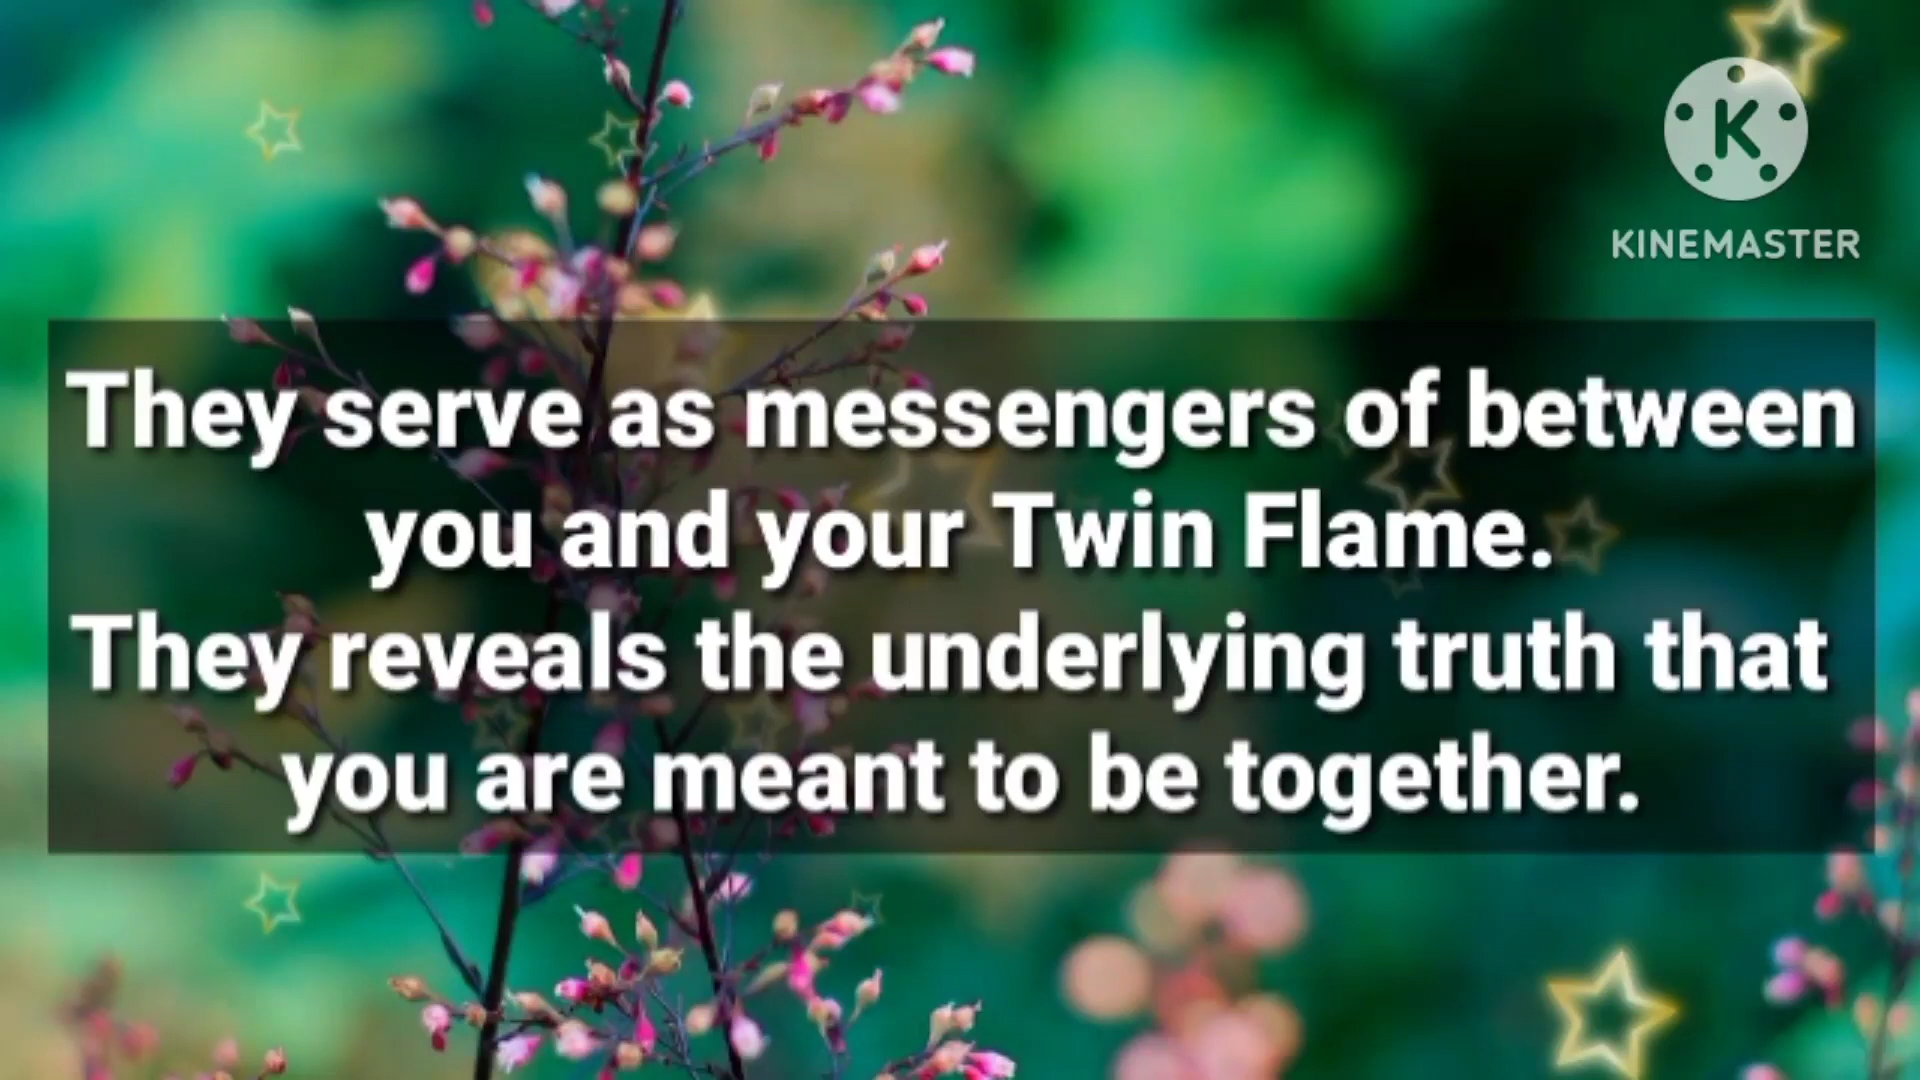 K
KINEMASTER
They serve as messengers of between
you and your Twin Flame.
They reveals the underlying truth that
you are meant to be together.